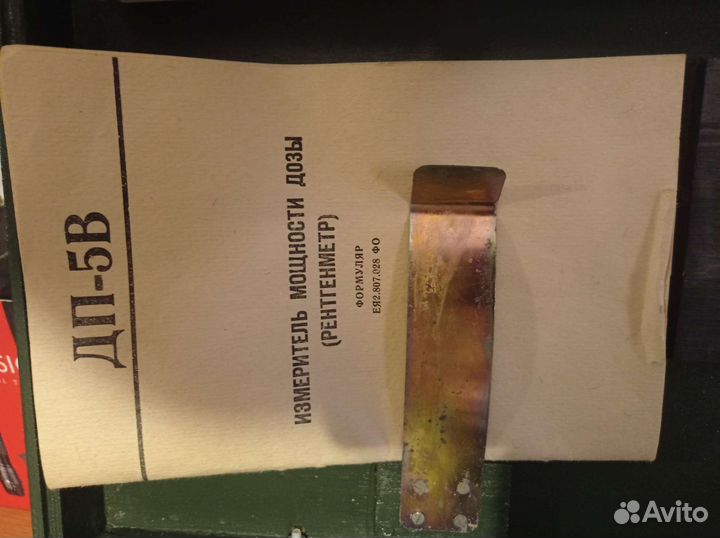 ДП-5В
ИЗМЕРИТЕЛЬ МОЩНОСТИ ДОЗЫ
(РЕНТГЕНМЕТР)
ФОРМУЛЯР
ЕЯ2.807.028 ФО
Avito